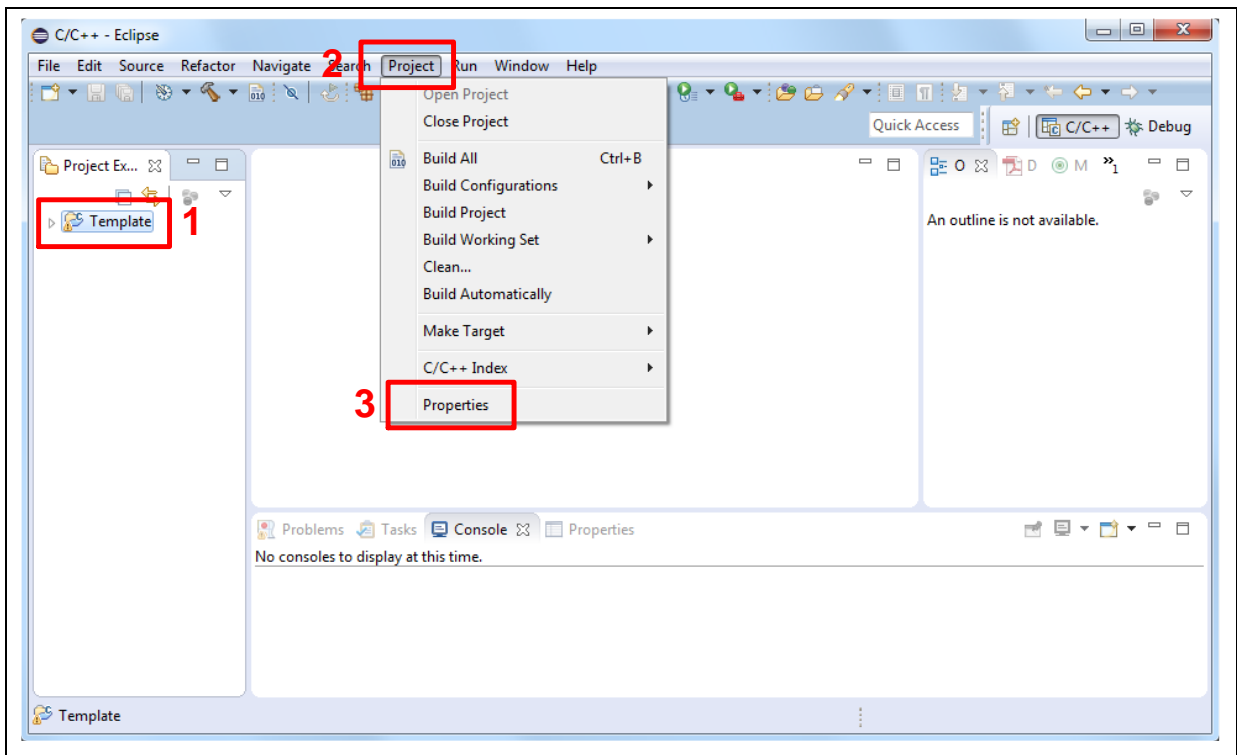 C/C++ - Eclipse
File Edit Source Refactor Navigate Search Project Run Window Help
2
Open Project
Close Project
Build All Ctrl+B
Build Configurations
Build Project
Build Working Set
Clean...
Build Automatically
Make Target
C/C++ Index
Properties
3
Quick Access
C/C++
Debug
Project Ex...
Template
1
O D M »1
An outline is not available.
Problems Tasks Console Properties
No consoles to display at this time.
Template